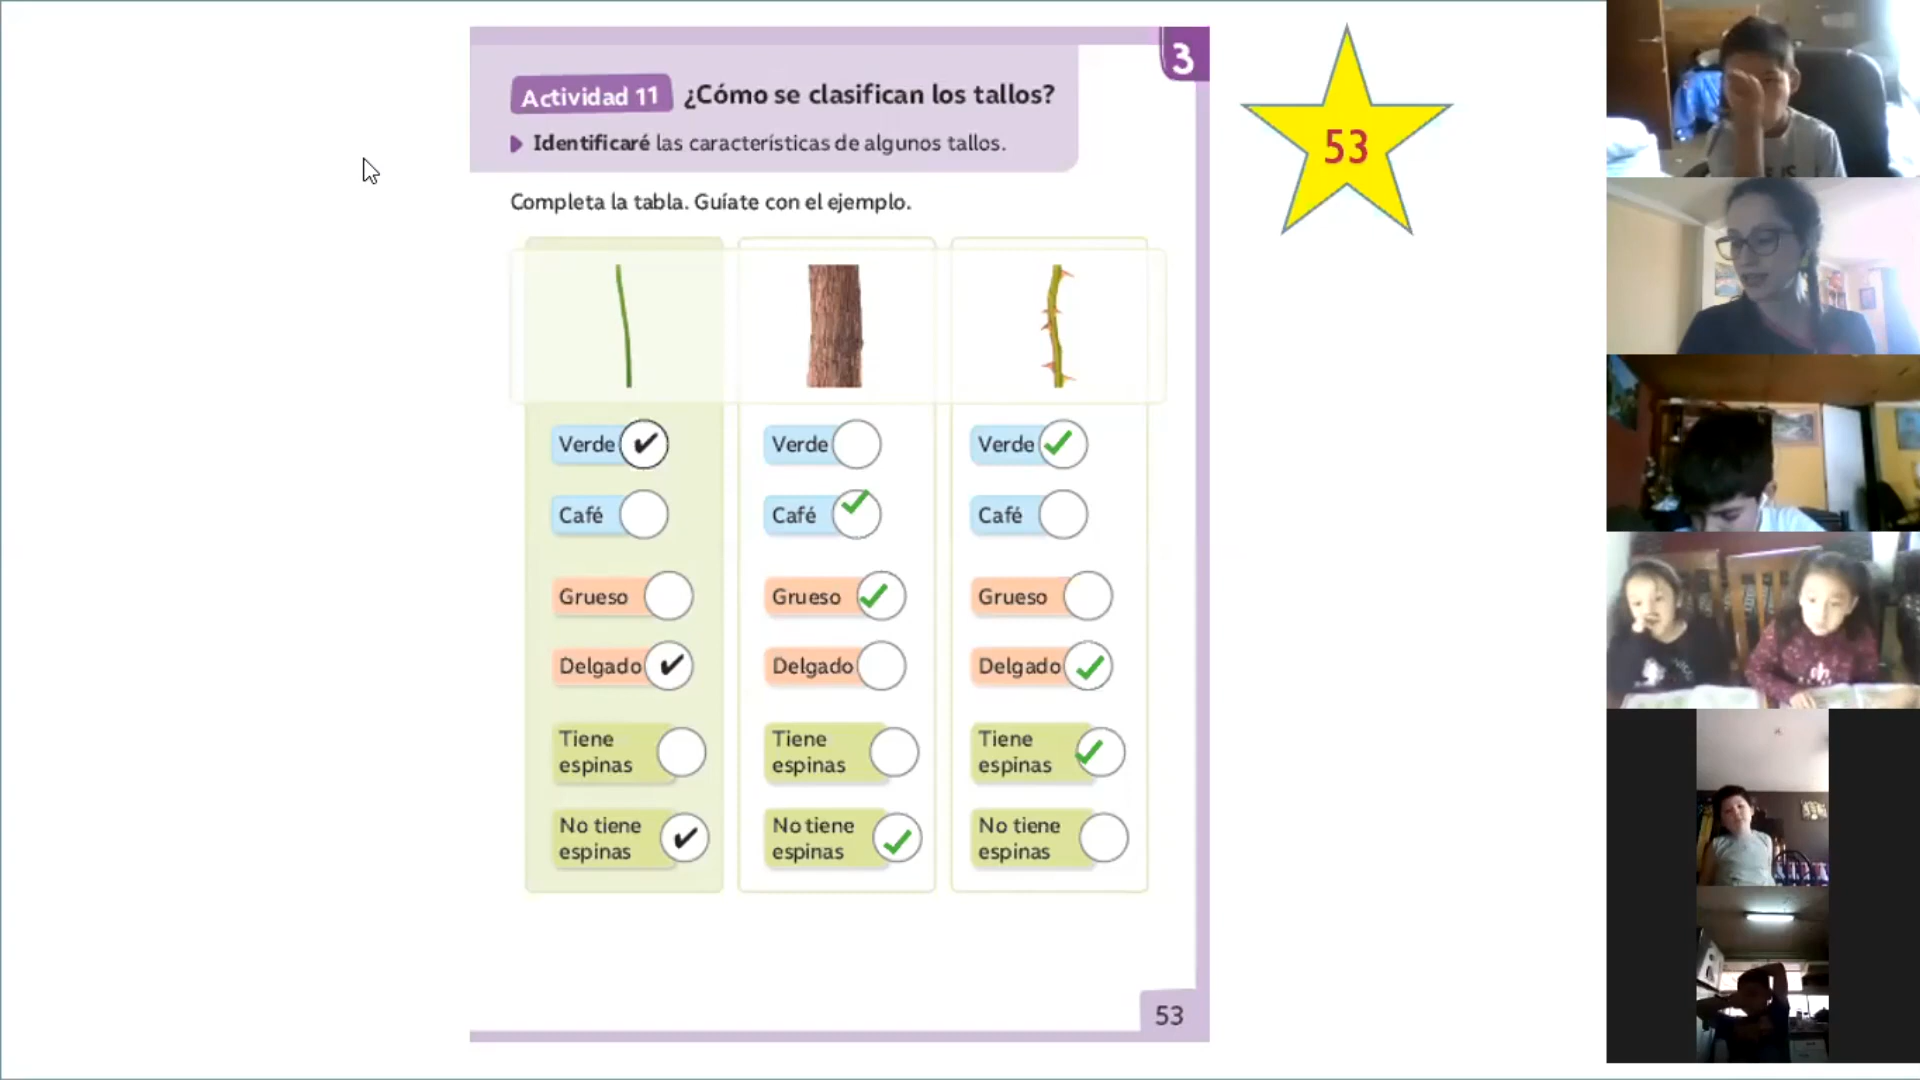 3
Actividad 11 ¿Cómo se clasifican los tallos?
Identificaré las características de algunos tallos.
53
Completa la tabla. Guíate con el ejemplo.
Verde ✔ Verde Verde ✔
Café Café ✔ Café
Grueso Grueso ✔ Grueso
Delgado ✔ Delgado Delgado ✔
Tiene Tiene Tiene
espinas espinas espinas ✔
No tiene No tiene No tiene
espinas ✔ espinas ✔ espinas
53